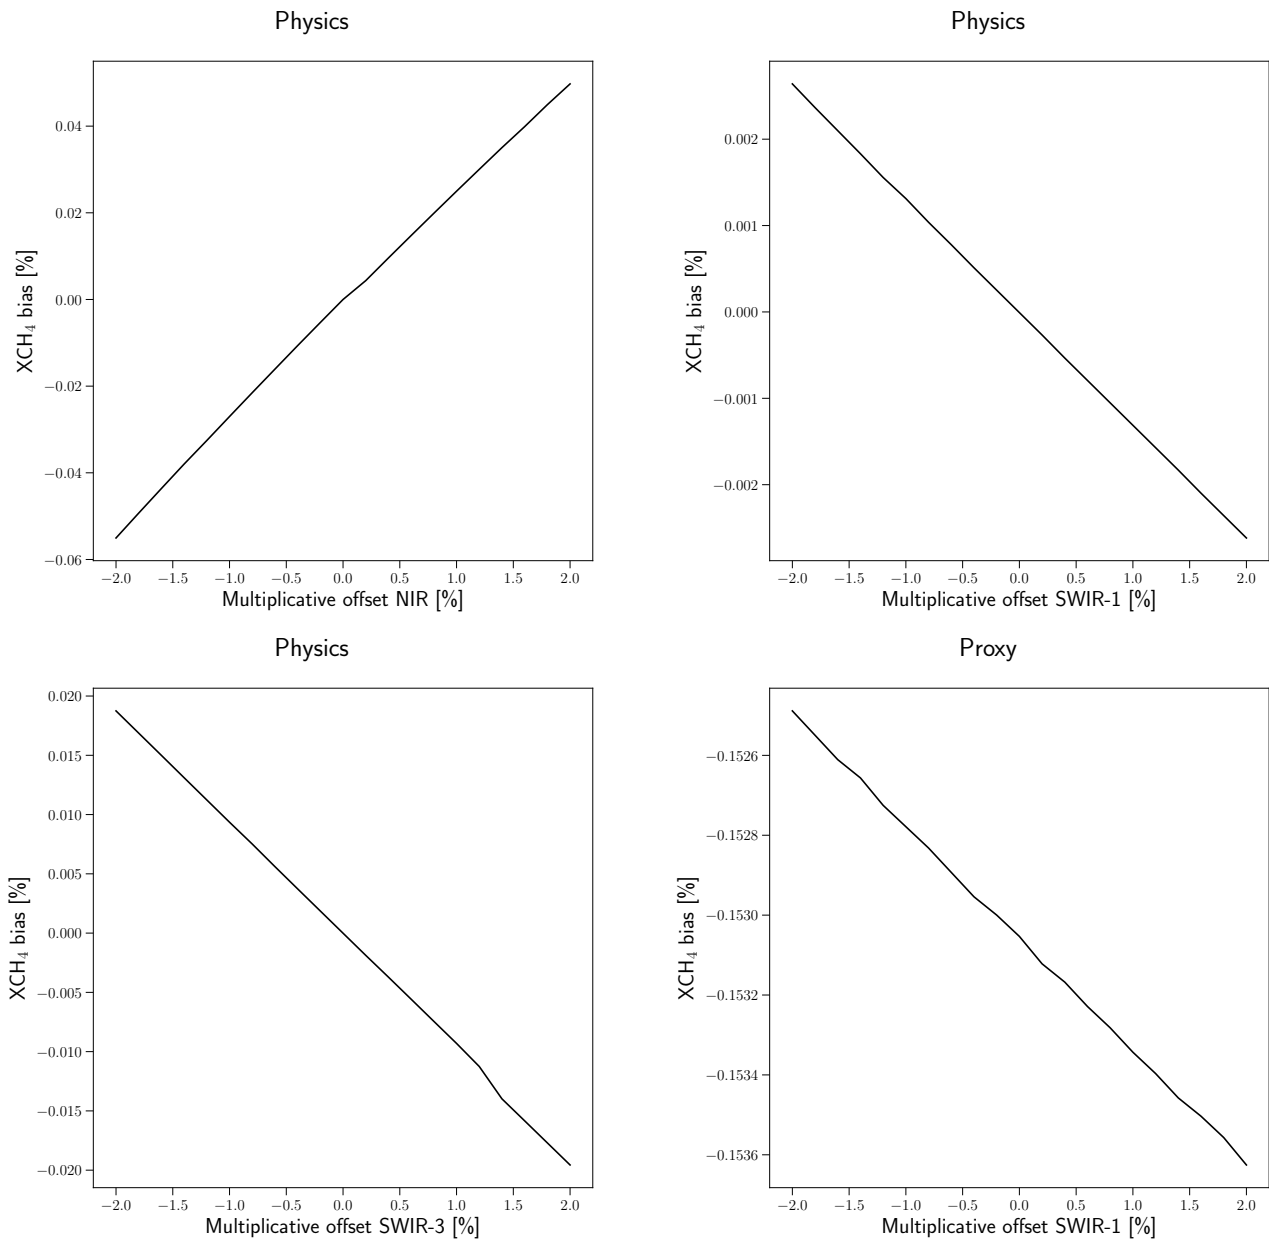 Physics
XCH₄ bias [%]
0.04
0.02
0.00
−0.02
−0.04
−0.06
−2.0 −1.5 −1.0 −0.5 0.0 0.5 1.0 1.5 2.0
Multiplicative offset NIR [%]
Physics
XCH₄ bias [%]
0.002
0.001
0.000
−0.001
−0.002
−2.0 −1.5 −1.0 −0.5 0.0 0.5 1.0 1.5 2.0
Multiplicative offset SWIR-1 [%]
Physics
XCH₄ bias [%]
0.020
0.015
0.010
0.005
0.000
−0.005
−0.010
−0.015
−0.020
−2.0 −1.5 −1.0 −0.5 0.0 0.5 1.0 1.5 2.0
Multiplicative offset SWIR-3 [%]
Proxy
XCH₄ bias [%]
−0.1526
−0.1528
−0.1530
−0.1532
−0.1534
−0.1536
−2.0 −1.5 −1.0 −0.5 0.0 0.5 1.0 1.5 2.0
Multiplicative offset SWIR-1 [%]